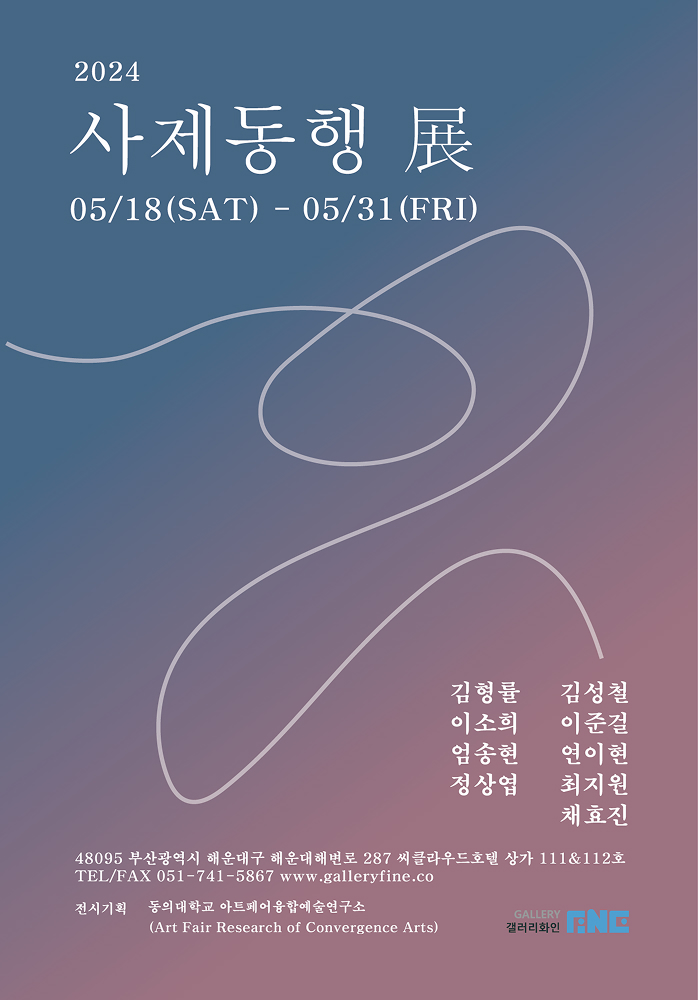 2024
사제동행 展
05/18(SAT) - 05/31(FRI)
김형률 김성철
이소희 이준걸
엄송현 연이현
정상엽 최지원
채효진
48095 부산광역시 해운대구 해운대해변로 287 씨클라우드호텔 상가 111&112호
TEL/FAX 051-741-5867 www.galleryfine.co
전시기획 동의대학교 아트페어융합예술연구소
(Art Fair Research of Convergence Arts)
GALLERY
갤러리화인 FINE